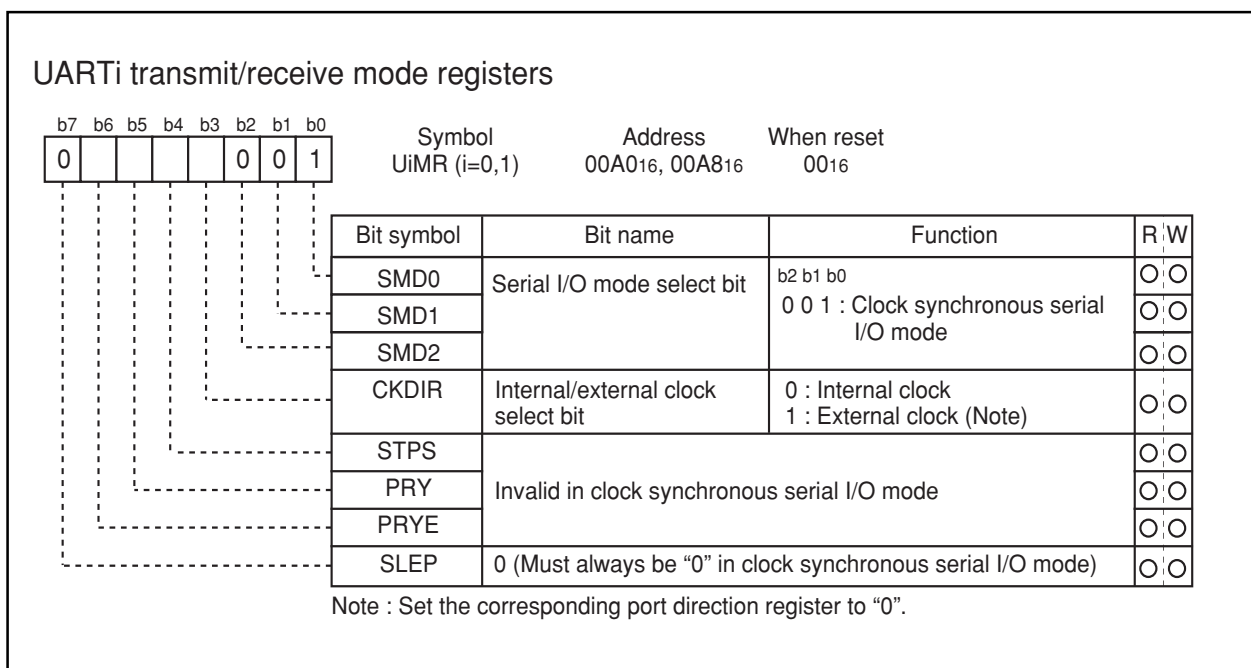 UARTi transmit/receive mode registers
b7 b6 b5 b4 b3 b2 b1 b0
0 0 0 1
Symbol Address When reset
UiMR (i=0,1) 00A016, 00A816 0016
Bit symbol Bit name Function R W
SMD0 Serial I/O mode select bit b2 b1 b0
SMD1 0 0 1 : Clock synchronous serial
I/O mode
SMD2
CKDIR Internal/external clock 0 : Internal clock
select bit 1 : External clock (Note)
STPS
PRY Invalid in clock synchronous serial I/O mode
PRYE
SLEP 0 (Must always be “0” in clock synchronous serial I/O mode)
Note : Set the corresponding port direction register to “0”.